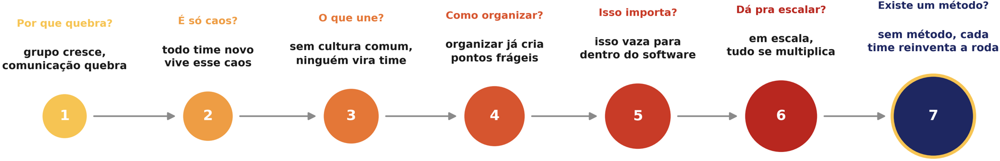 Por que quebra?
grupo cresce,
comunicação quebra
1
É só caos?
todo time novo
vive esse caos
2
O que une?
sem cultura comum,
ninguém vira time
3
Como organizar?
organizar já cria
pontos frágeis
4
Isso importa?
isso vaza para
dentro do software
5
Dá pra escalar?
em escala,
tudo se multiplica
6
Existe um método?
sem método, cada
time reinventa a roda
7